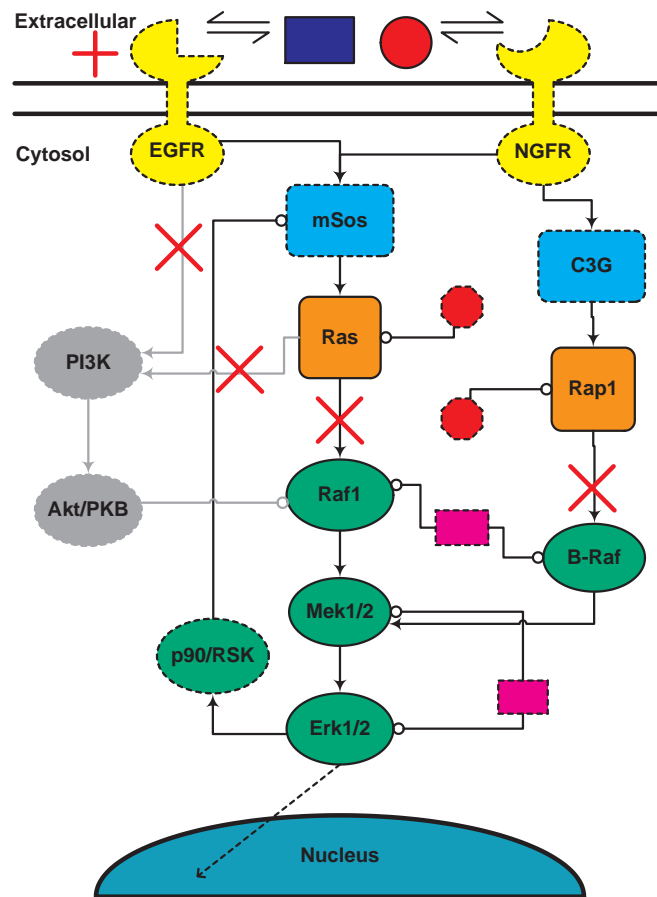 Extracellular
EGFR
NGFR
Cytosol
mSos
C3G
Ras
PI3K
Rap1
Akt/PKB
Raf1
B-Raf
Mek1/2
p90/RSK
Erk1/2
Nucleus